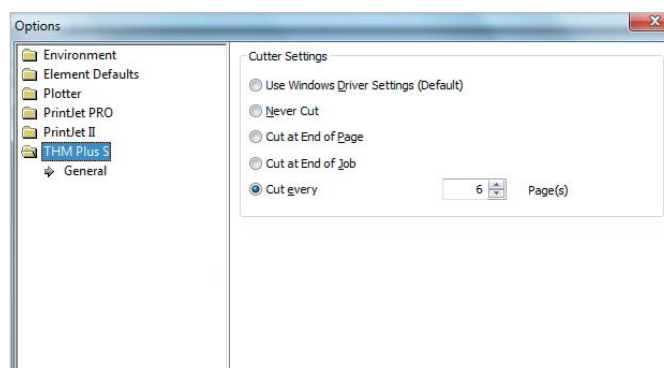 Options
Environment
Element Defaults
Plotter
PrintJet PRO
PrintJet II
THM Plus S
General
Cutter Settings
Use Windows Driver Settings (Default)
Never Cut
Cut at End of Page
Cut at End of Job
Cut every 6 Page(s)